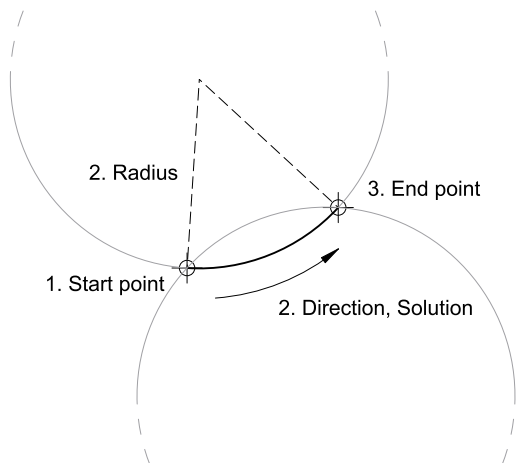 2. Radius
3. End point
1. Start point
2. Direction, Solution